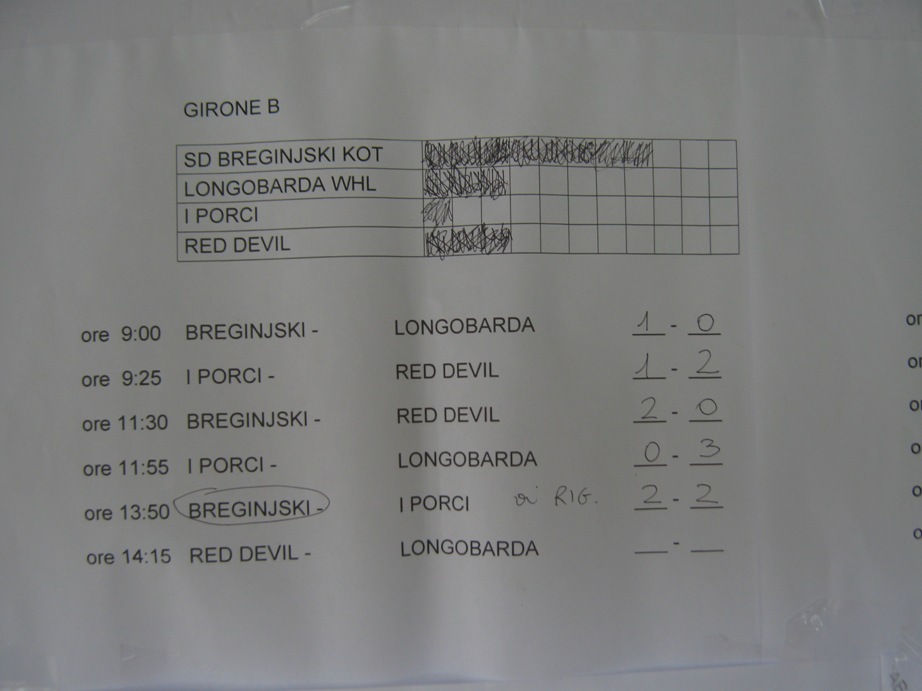 GIRONE B
SD BREGINJSKI KOT
LONGOBARDA WHL
I PORCI
RED DEVIL
ore 9:00 BREGINJSKI - LONGOBARDA 1 - 0
ore 9:25 I PORCI - RED DEVIL 1 - 2
ore 11:30 BREGINJSKI - RED DEVIL 2 - 0
ore 11:55 I PORCI - LONGOBARDA 0 - 3
ore 13:50 BREGINJSKI - I PORCI RIG. 2 - 2
ore 14:15 RED DEVIL - LONGOBARDA __ - __